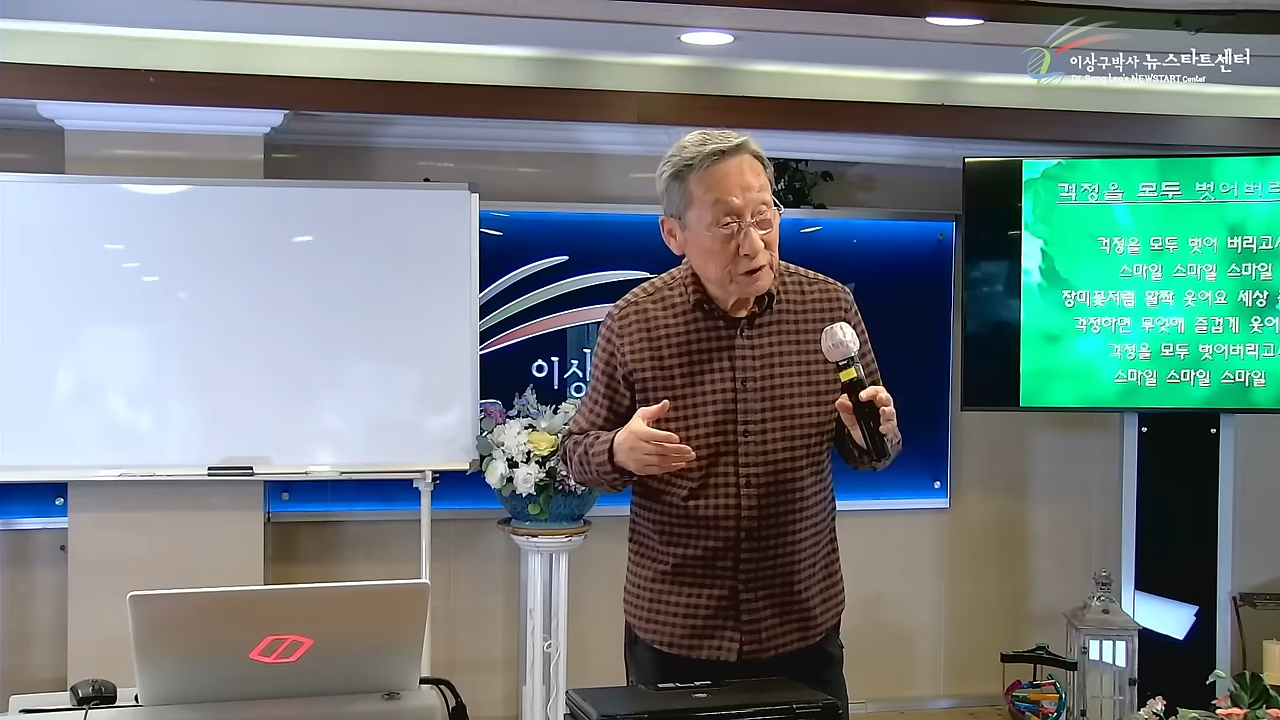 이상구박사 뉴스타트센터
Dr. Sang Lee's NEWSTART Center
걱정을 모두 벗어버리
걱정을 모두 벗어 버리고
스마일 스마일 스마일
장미꽃처럼 활짝 웃어요 세상
걱정하면 무엇해 즐겁게 웃어
걱정을 모두 벗어버리고
스마일 스마일 스마일
이상